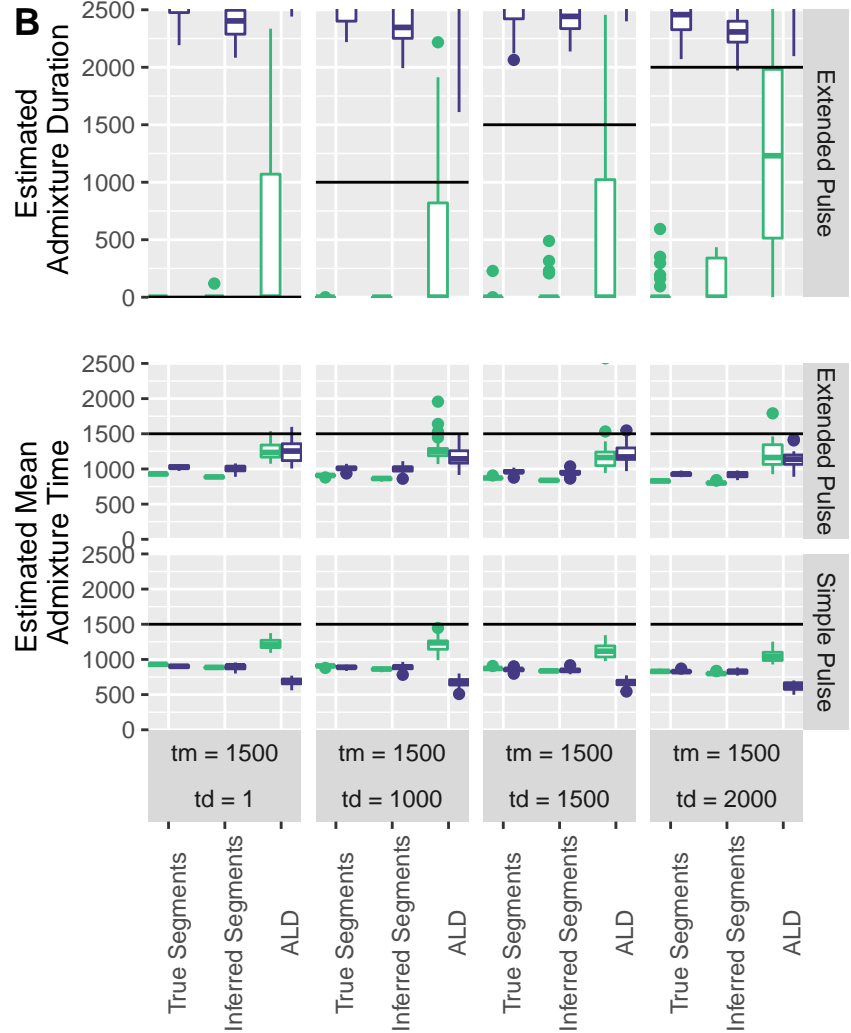 B
Estimated
Admixture Duration
2500
2000
1500
1000
500
0
Extended Pulse
Estimated Mean
Admixture Time
2500
2000
1500
1000
500
0
Extended Pulse
2500
2000
1500
1000
500
0
Simple Pulse
tm = 1500
tm = 1500
tm = 1500
tm = 1500
td = 1
td = 1000
td = 1500
td = 2000
True Segments
Inferred Segments
ALD
True Segments
Inferred Segments
ALD
True Segments
Inferred Segments
ALD
True Segments
Inferred Segments
ALD